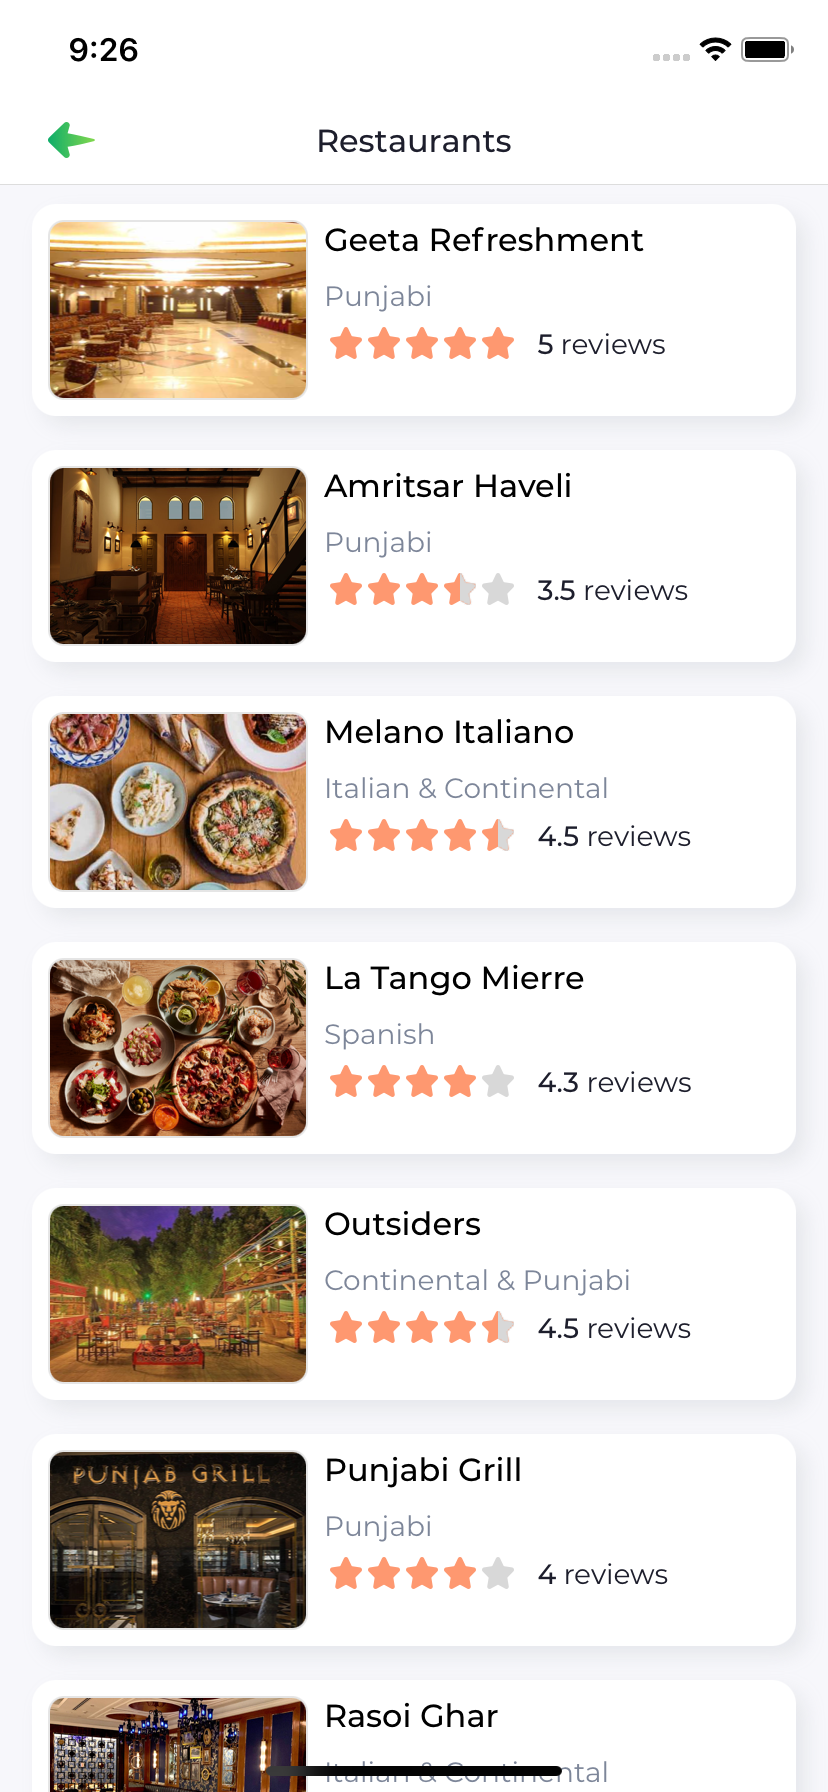 9:26
Restaurants
Geeta Refreshment
Punjabi
5 reviews
Amritsar Haveli
Punjabi
3.5 reviews
Melano Italiano
Italian & Continental
4.5 reviews
La Tango Mierre
Spanish
4.3 reviews
Outsiders
Continental & Punjabi
4.5 reviews
PUNJAB GRILL
Punjabi Grill
Punjabi
4 reviews
Rasoi Ghar
Italian & Continental